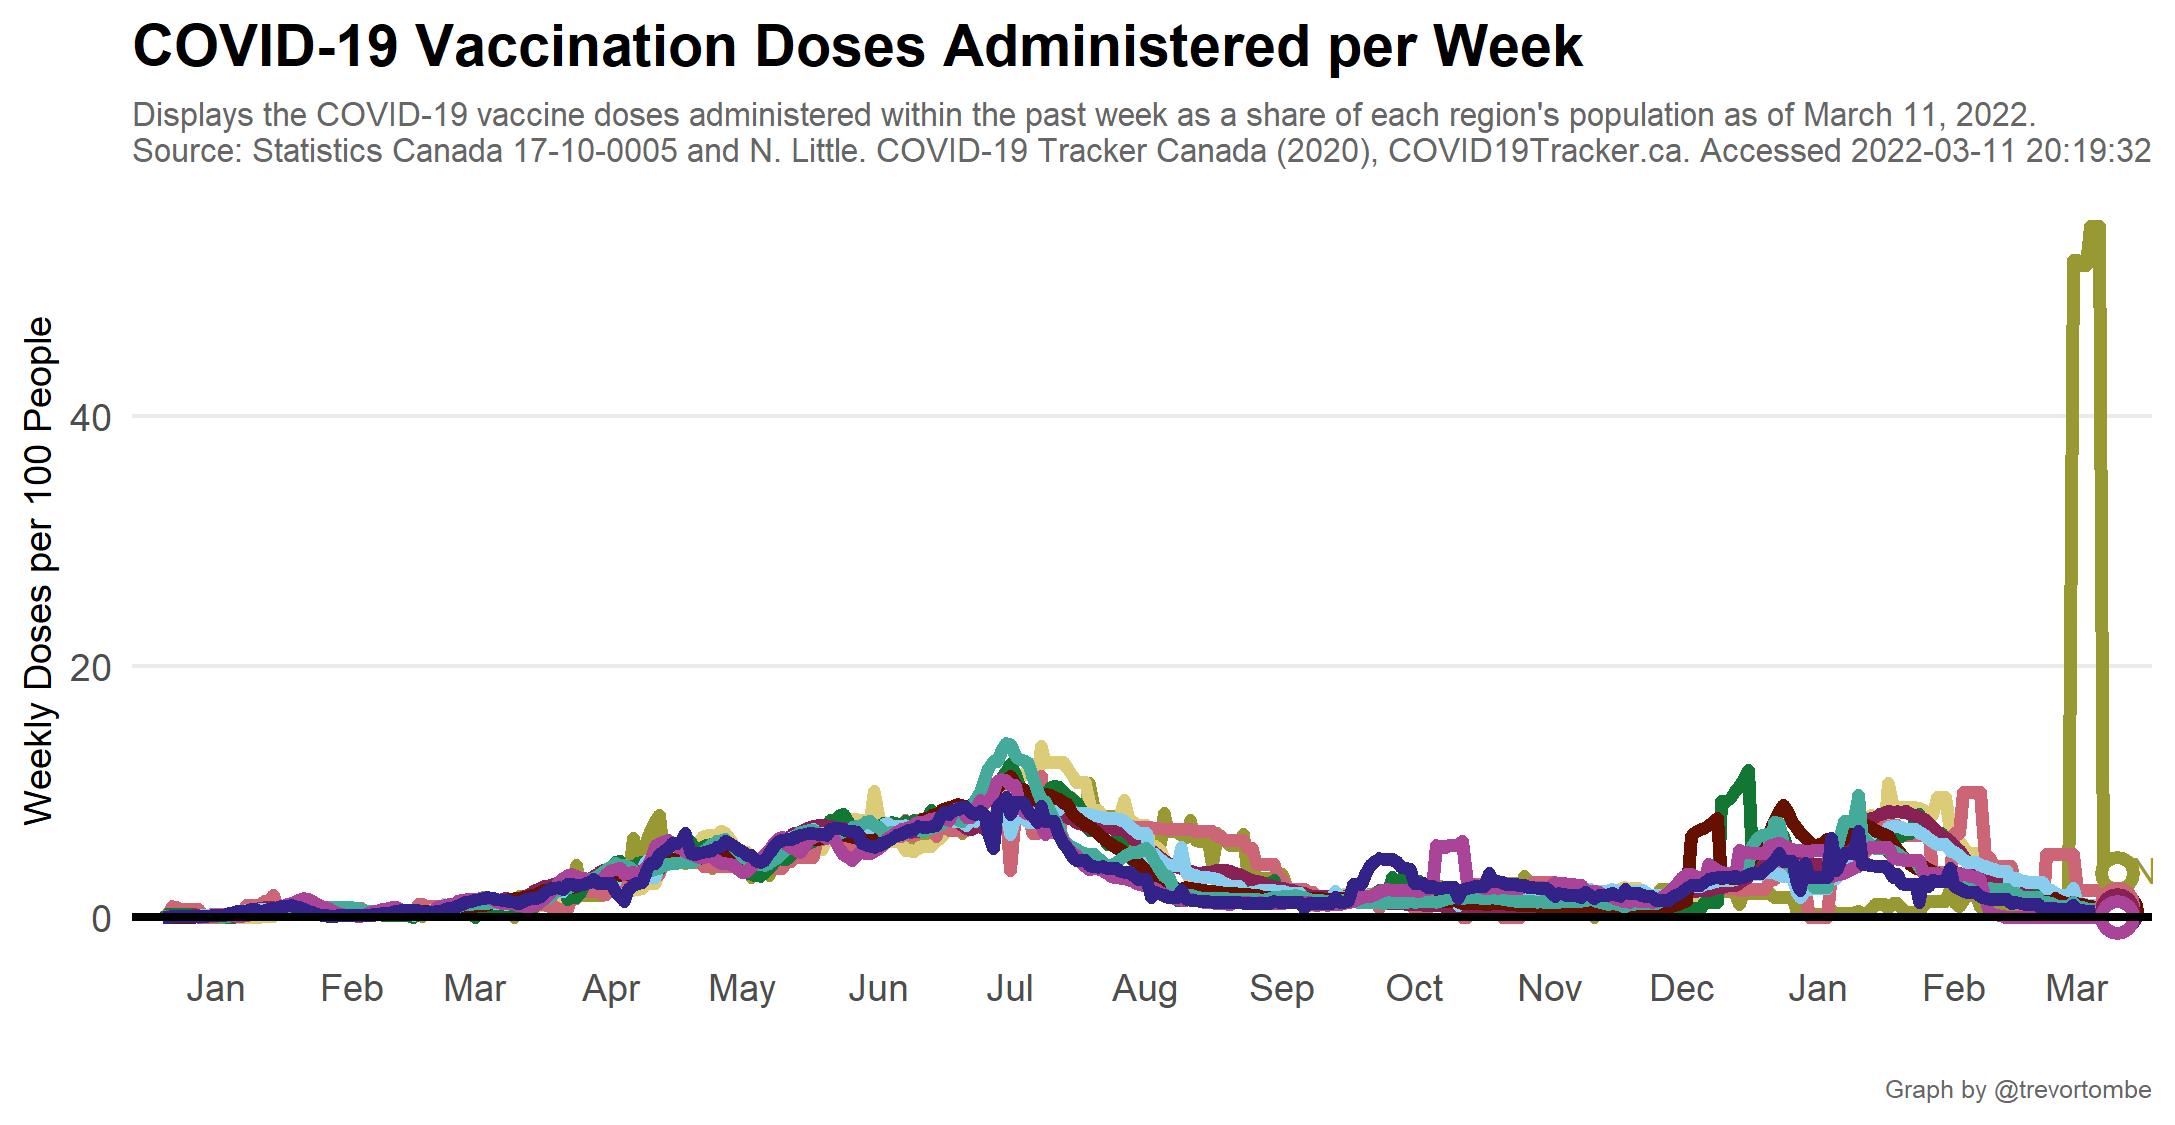 COVID-19 Vaccination Doses Administered per Week
Displays the COVID-19 vaccine doses administered within the past week as a share of each region's population as of March 11, 2022.
Source: Statistics Canada 17-10-0005 and N. Little. COVID-19 Tracker Canada (2020), COVID19Tracker.ca. Accessed 2022-03-11 20:19:32
Weekly Doses per 100 People
40
20
0
N
Jan Feb Mar Apr May Jun Jul Aug Sep Oct Nov Dec Jan Feb Mar
Graph by @trevortombe